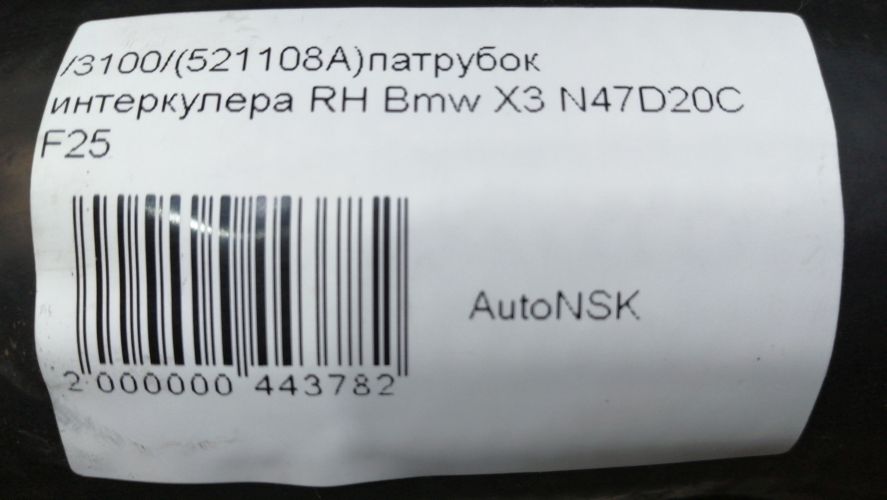 /3100/(521108A)патрубок
интеркулера RH Bmw X3 N47D20C
F25
AutoNSK
2 000000 443782